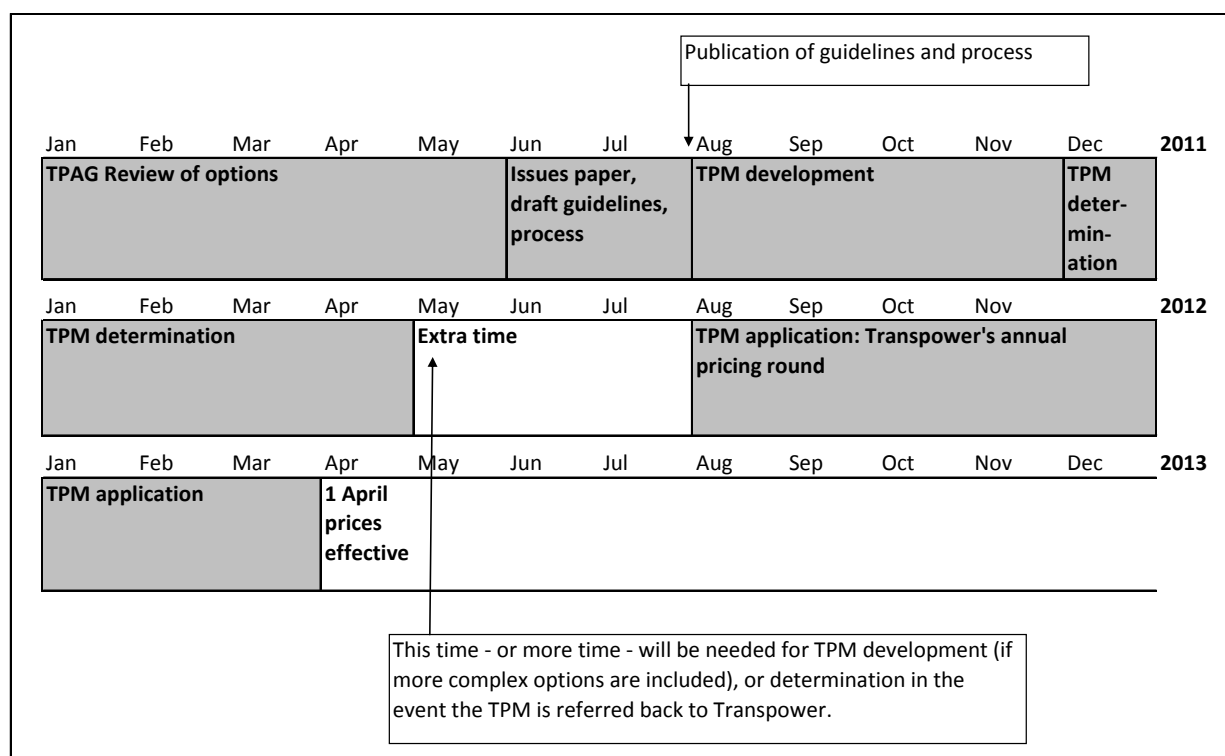 Publication of guidelines and process
Jan Feb Mar Apr May Jun Jul Aug Sep Oct Nov Dec 2011
TPAG Review of options
Issues paper,
draft guidelines,
process
TPM development
TPM
deter-
min-
ation
Jan Feb Mar Apr May Jun Jul Aug Sep Oct Nov 2012
TPM determination
Extra time
TPM application: Transpower's annual
pricing round
Jan Feb Mar Apr May Jun Jul Aug Sep Oct Nov Dec 2013
TPM application
1 April
prices
effective
This time - or more time - will be needed for TPM development (if
more complex options are included), or determination in the
event the TPM is referred back to Transpower.